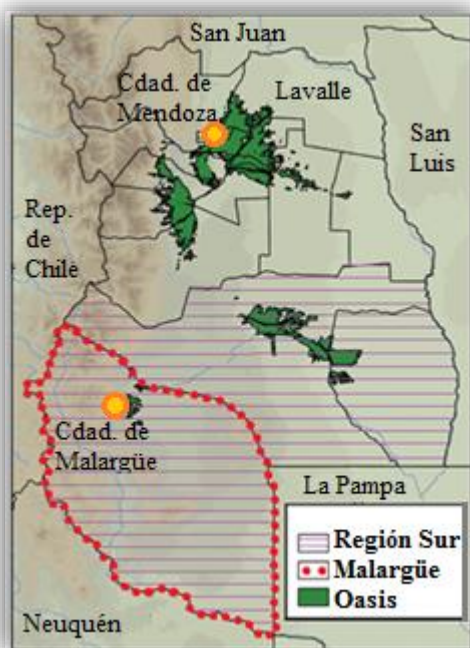 San Juan
Cdad. de
Mendoza
Lavalle
San
Luis
Rep.
de
Chile
Cdad. de
Malargüe
La Pampa
Región Sur
Malargüe
Oasis
Neuquén